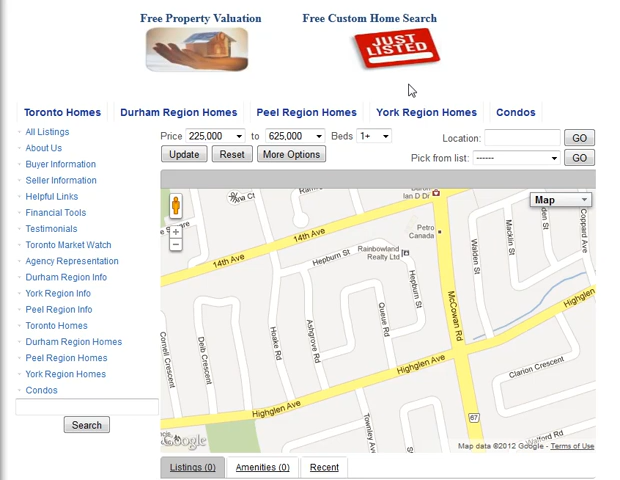 Free Property Valuation
Free Custom Home Search
JUST LISTED
Toronto Homes
Durham Region Homes
Peel Region Homes
York Region Homes
Condos
All Listings
About Us
Buyer Information
Seller Information
Helpful Links
Financial Tools
Testimonials
Toronto Market Watch
Agency Representation
Durham Region Info
York Region Info
Peel Region Info
Toronto Homes
Durham Region Homes
Peel Region Homes
York Region Homes
Condos
Search
Price 225,000 to 625,000 Beds 1+
Location: GO
Update Reset More Options
Pick from list: ------ GO
Map
14th Ave
14th Ave
Petro Canada
Rainbowland Realty Ltd
Hepburn St
Hepburn St
Walden St
Macklin St
Coppard Ave
McCowan Rd
Queue Rd
Ashgrove Rd
Hoake Rd
Deib Crescent
Cornell Crescent
Highglen Ave
Highglen Ave
Highglen
Clarion Crescent
67
Townley Ave
Walford Rd
Google
Map data ©2012 Google - Terms of Use
Listings (0)
Amenities (0)
Recent